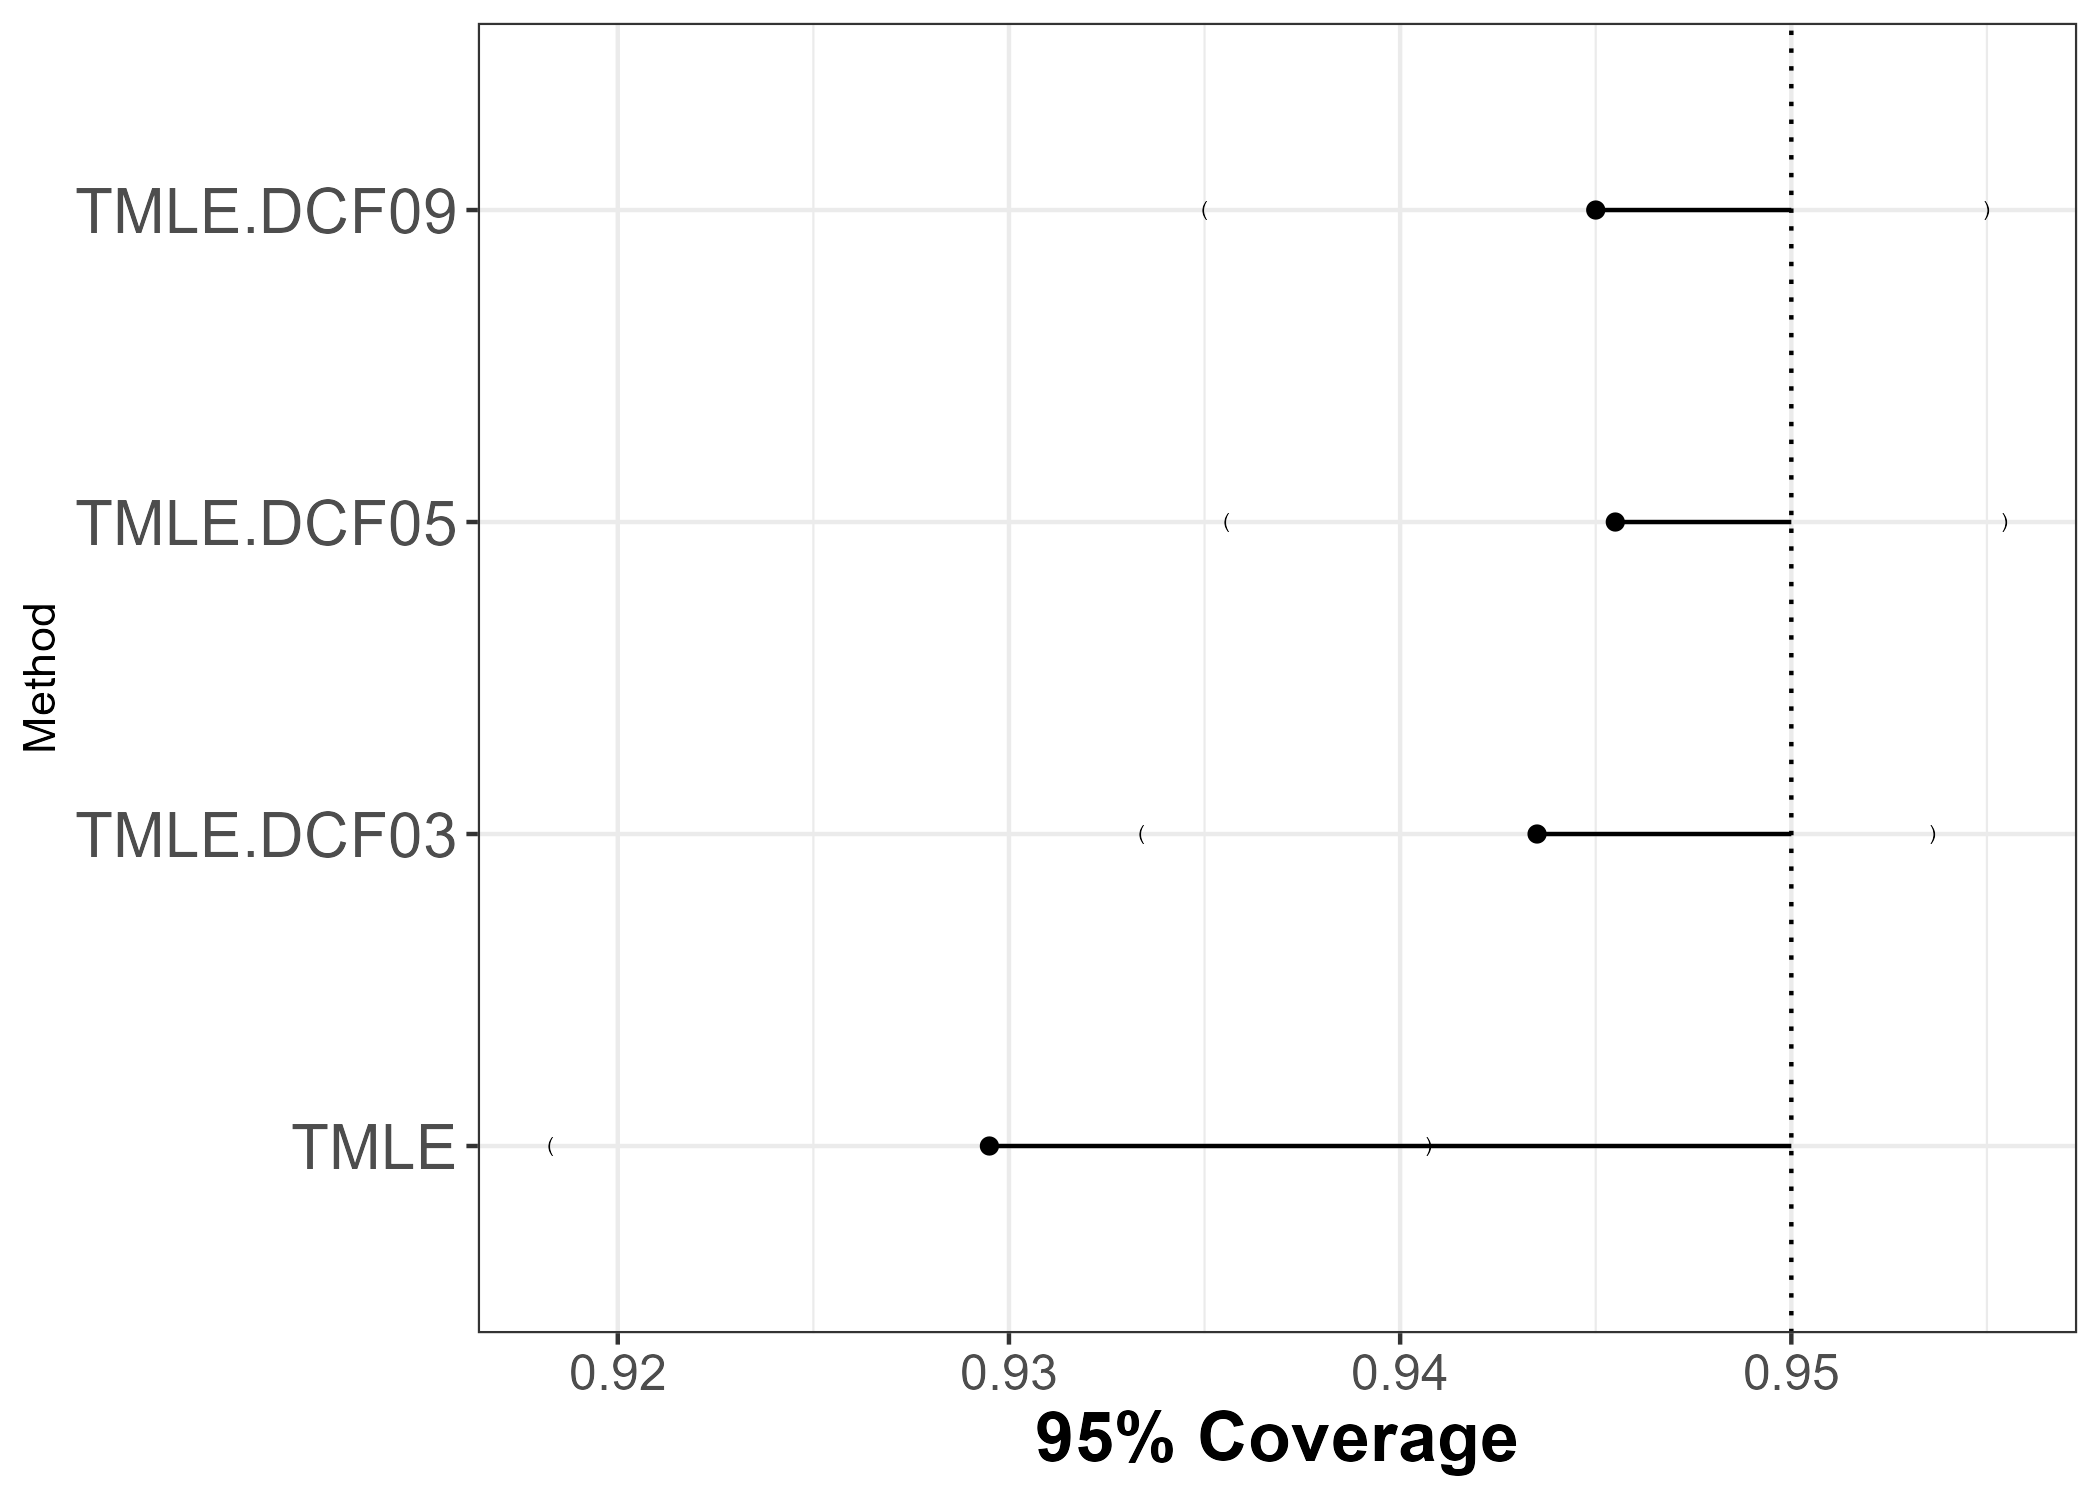 TMLE.DCF09
( )
TMLE.DCF05
( )
Method
TMLE.DCF03
( )
TMLE
( )
0.92 0.93 0.94 0.95
95% Coverage